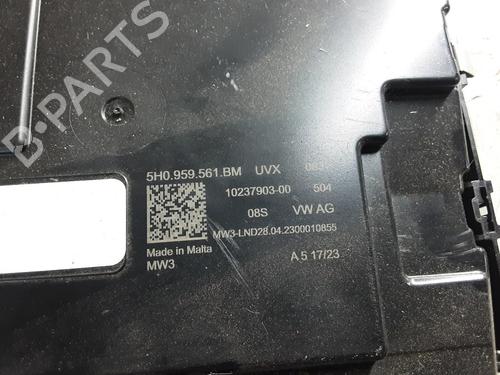 B-PARTS
5H0.959.561.BM UVX
10237903-00 504
08S VW AG
MW3-LND28.04.2300010855
Made in Malta
MW3 A 5 17/23